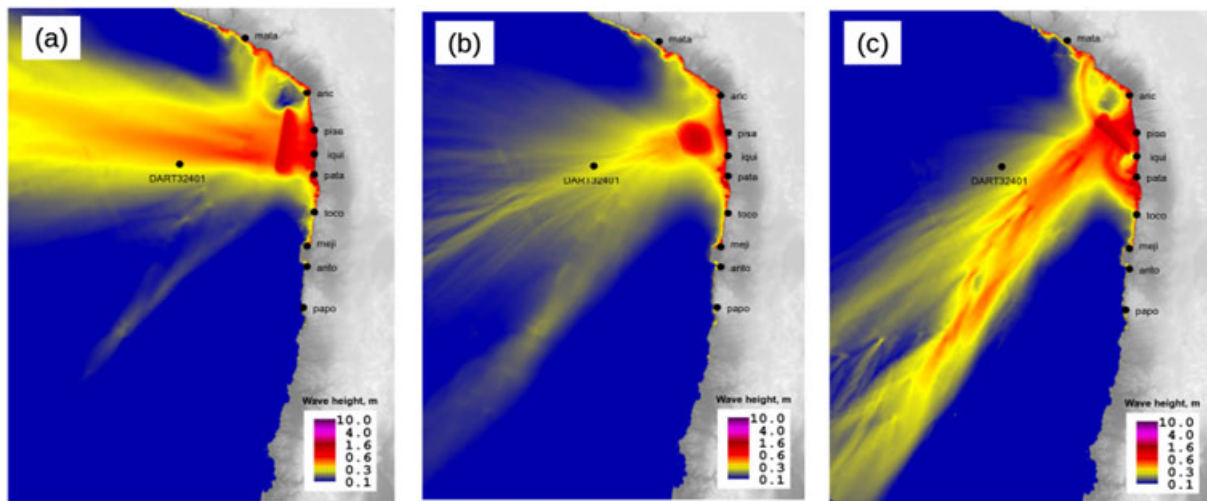 (a)
mata
aric
pisa
iqui
pata
DART32401
toco
meji
anto
papo
Wave height, m
10.0
4.0
1.6
0.6
0.3
0.1
(b)
mata
aric
pisa
iqui
DART32401
pata
toco
meji
anto
papo
Wave height, m
10.0
4.0
1.6
0.6
0.3
0.1
(c)
mata
aric
pisa
iqui
DART32401
pata
toco
meji
anto
papo
Wave height, m
10.0
4.0
1.6
0.6
0.3
0.1